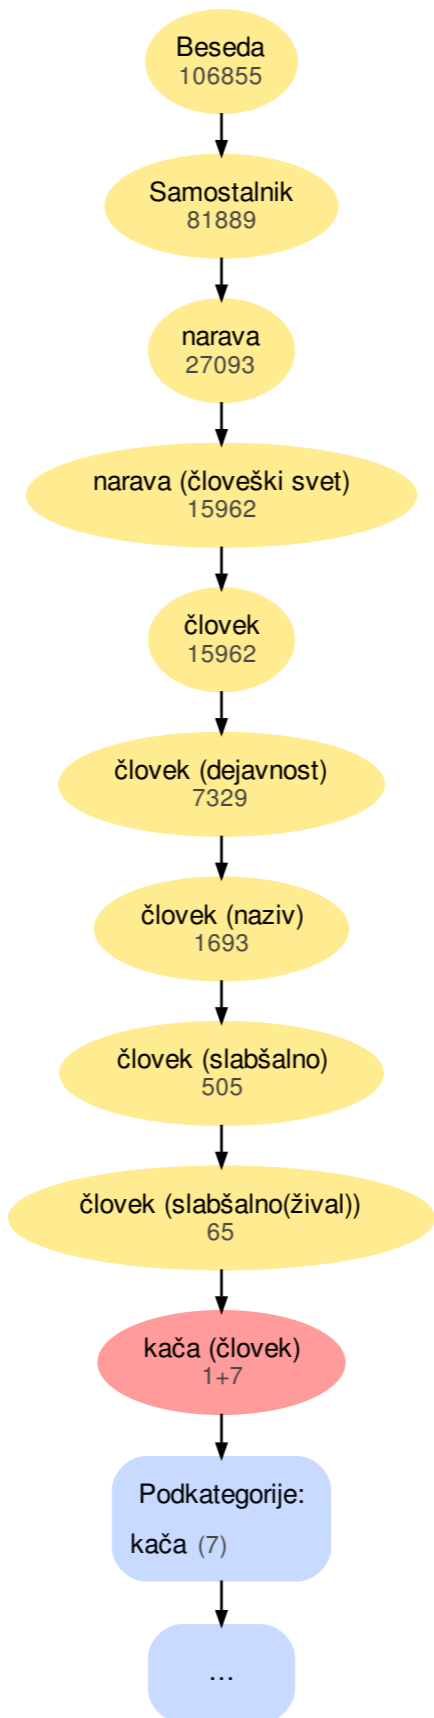 Beseda
106855
Samostalnik
81889
narava
27093
narava (človeški svet)
15962
človek
15962
človek (dejavnost)
7329
človek (naziv)
1693
človek (slabšalno)
505
človek (slabšalno(žival))
65
kača (človek)
1+7
Podkategorije:
kača (7)
...